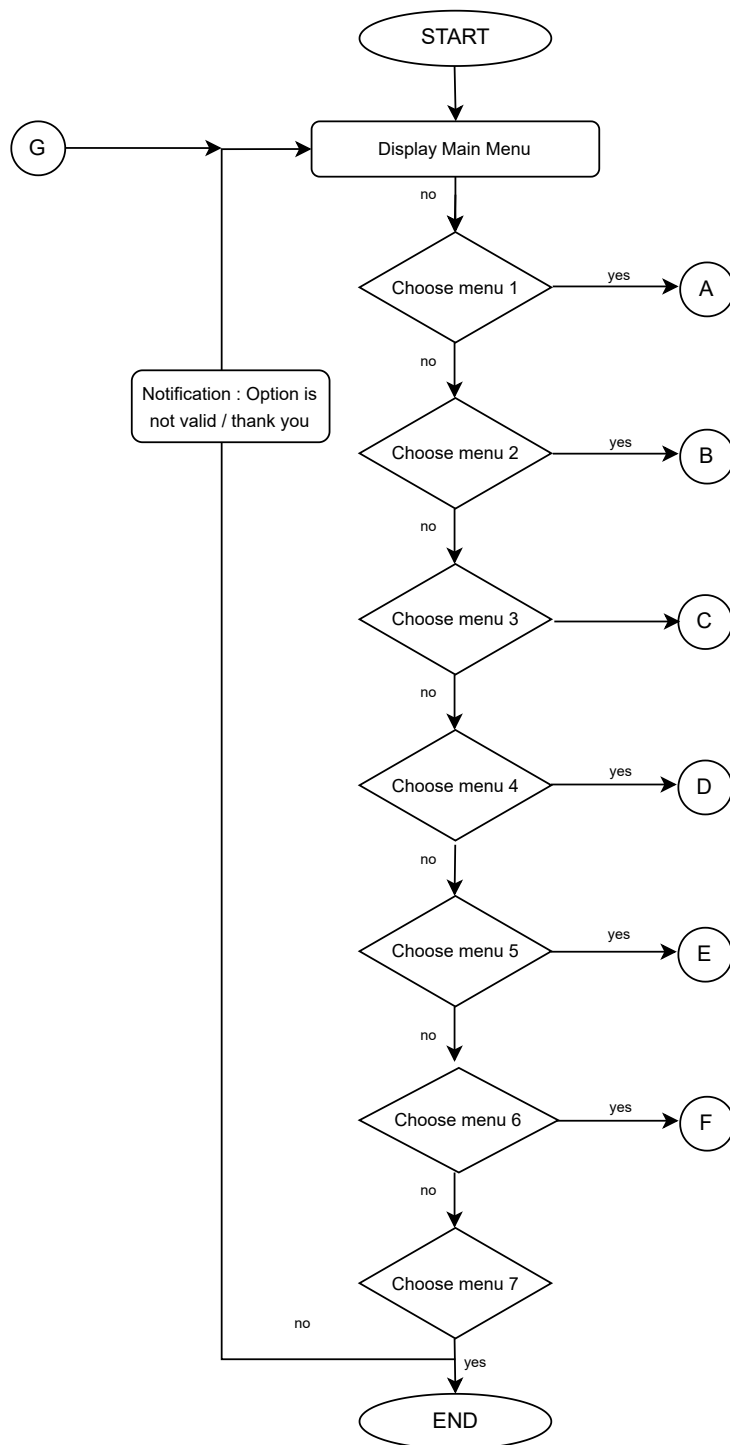 START
G
Display Main Menu
no
Choose menu 1
yes
A
no
Notification : Option is
not valid / thank you
Choose menu 2
yes
B
no
Choose menu 3
C
no
Choose menu 4
yes
D
no
Choose menu 5
yes
E
no
Choose menu 6
yes
F
no
Choose menu 7
no
yes
END